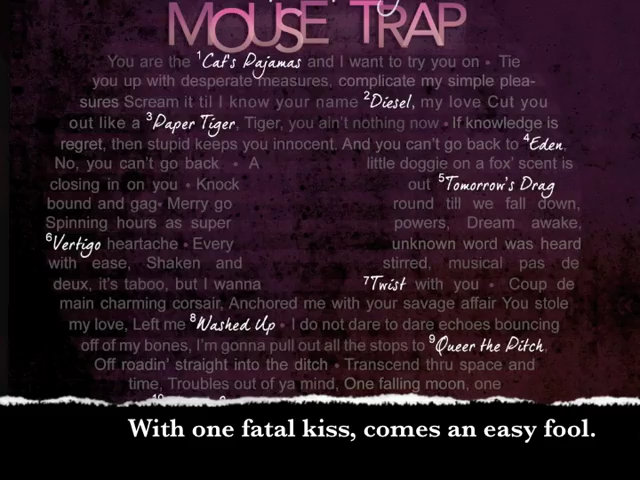 MOUSE TRAP
You are the ¹Cat's Pajamas and I want to try you on • Tie
you up with desperate measures, complicate my simple plea-
sures Scream it til I know your name ²Diesel, my love Cut you
out like a ³Paper Tiger, Tiger, you ain't nothing now • If knowledge is
regret, then stupid keeps you innocent. And you can't go back to ⁴Eden.
No, you can't go back. • A little doggie on a fox' scent is
closing in on you • Knock out ⁵Tomorrow's Drag
bound and gag• Merry go round till we fall down,
Spinning hours as super powers, Dream awake,
⁶Vertigo heartache • Every unknown word was heard
with ease, Shaken and stirred, musical pas de
deux, it's taboo, but I wanna ⁷Twist with you • Coup de
main charming corsair, Anchored me with your savage affair You stole
my love, Left me ⁸Washed Up • I do not dare to dare echoes bouncing
off of my bones, I'm gonna pull out all the stops to ⁹Queer the Pitch,
Off roadin' straight into the ditch • Transcend thru space and
time, Troubles out of ya mind, One falling moon, one
With one fatal kiss, comes an easy fool.